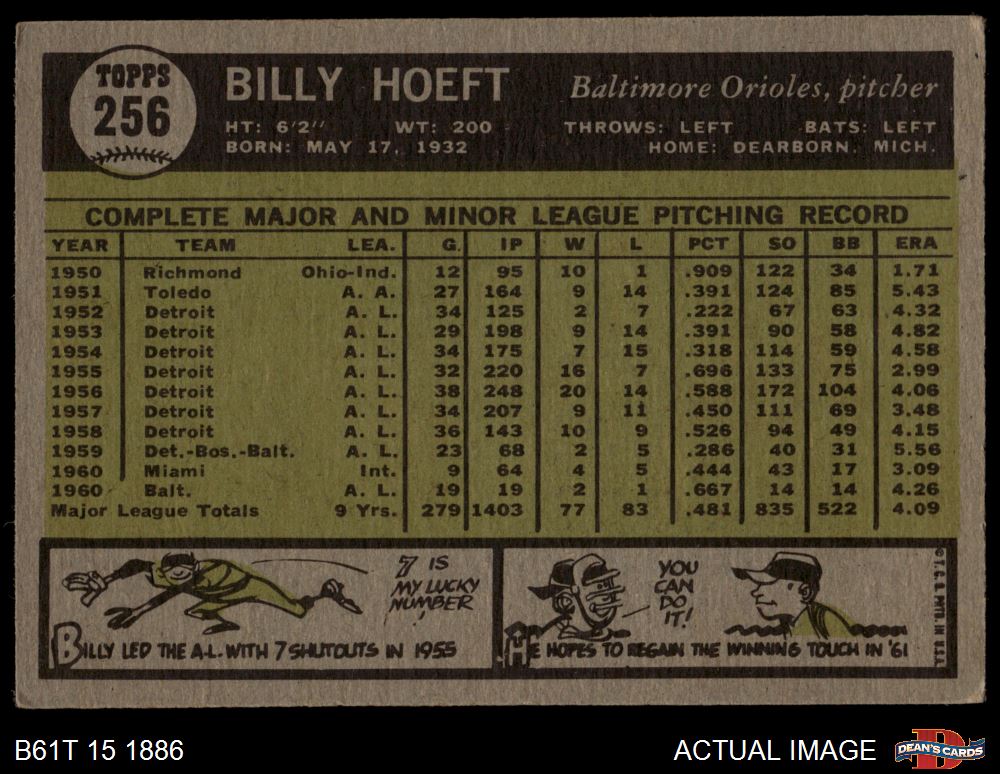 TOPPS
256
BILLY HOEFT
Baltimore Orioles, pitcher
HT: 6'2" WT: 200 THROWS: LEFT BATS: LEFT
BORN: MAY 17, 1932 HOME: DEARBORN, MICH.
COMPLETE MAJOR AND MINOR LEAGUE PITCHING RECORD
YEAR TEAM LEA. G. IP W L PCT SO BB ERA
1950 Richmond Ohio-Ind. 12 95 10 1 .909 122 34 1.71
1951 Toledo A. A. 27 164 9 14 .391 124 85 5.43
1952 Detroit A. L. 34 125 2 7 .222 67 63 4.32
1953 Detroit A. L. 29 198 9 14 .391 90 58 4.82
1954 Detroit A. L. 34 175 7 15 .318 114 59 4.58
1955 Detroit A. L. 32 220 16 7 .696 133 75 2.99
1956 Detroit A. L. 38 248 20 14 .588 172 104 4.06
1957 Detroit A. L. 34 207 9 11 .450 111 69 3.48
1958 Detroit A. L. 36 143 10 9 .526 94 49 4.15
1959 Det.-Bos.-Balt. A. L. 23 68 2 5 .286 40 31 5.56
1960 Miami Int. 9 64 4 5 .444 43 17 3.09
1960 Balt. A. L. 19 19 2 1 .667 14 14 4.26
Major League Totals 9 Yrs. 279 1403 77 83 .481 835 522 4.09
7 IS
MY LUCKY
NUMBER
!
BILLY LED THE A.L. WITH 7 SHUTOUTS IN 1955
YOU
CAN
DO
IT!
HE HOPES TO REGAIN THE WINNING TOUCH IN '61
© T.C.G. PRTD. IN U.S.A.
B61T 15 1886
ACTUAL IMAGE
DEAN'S CARDS